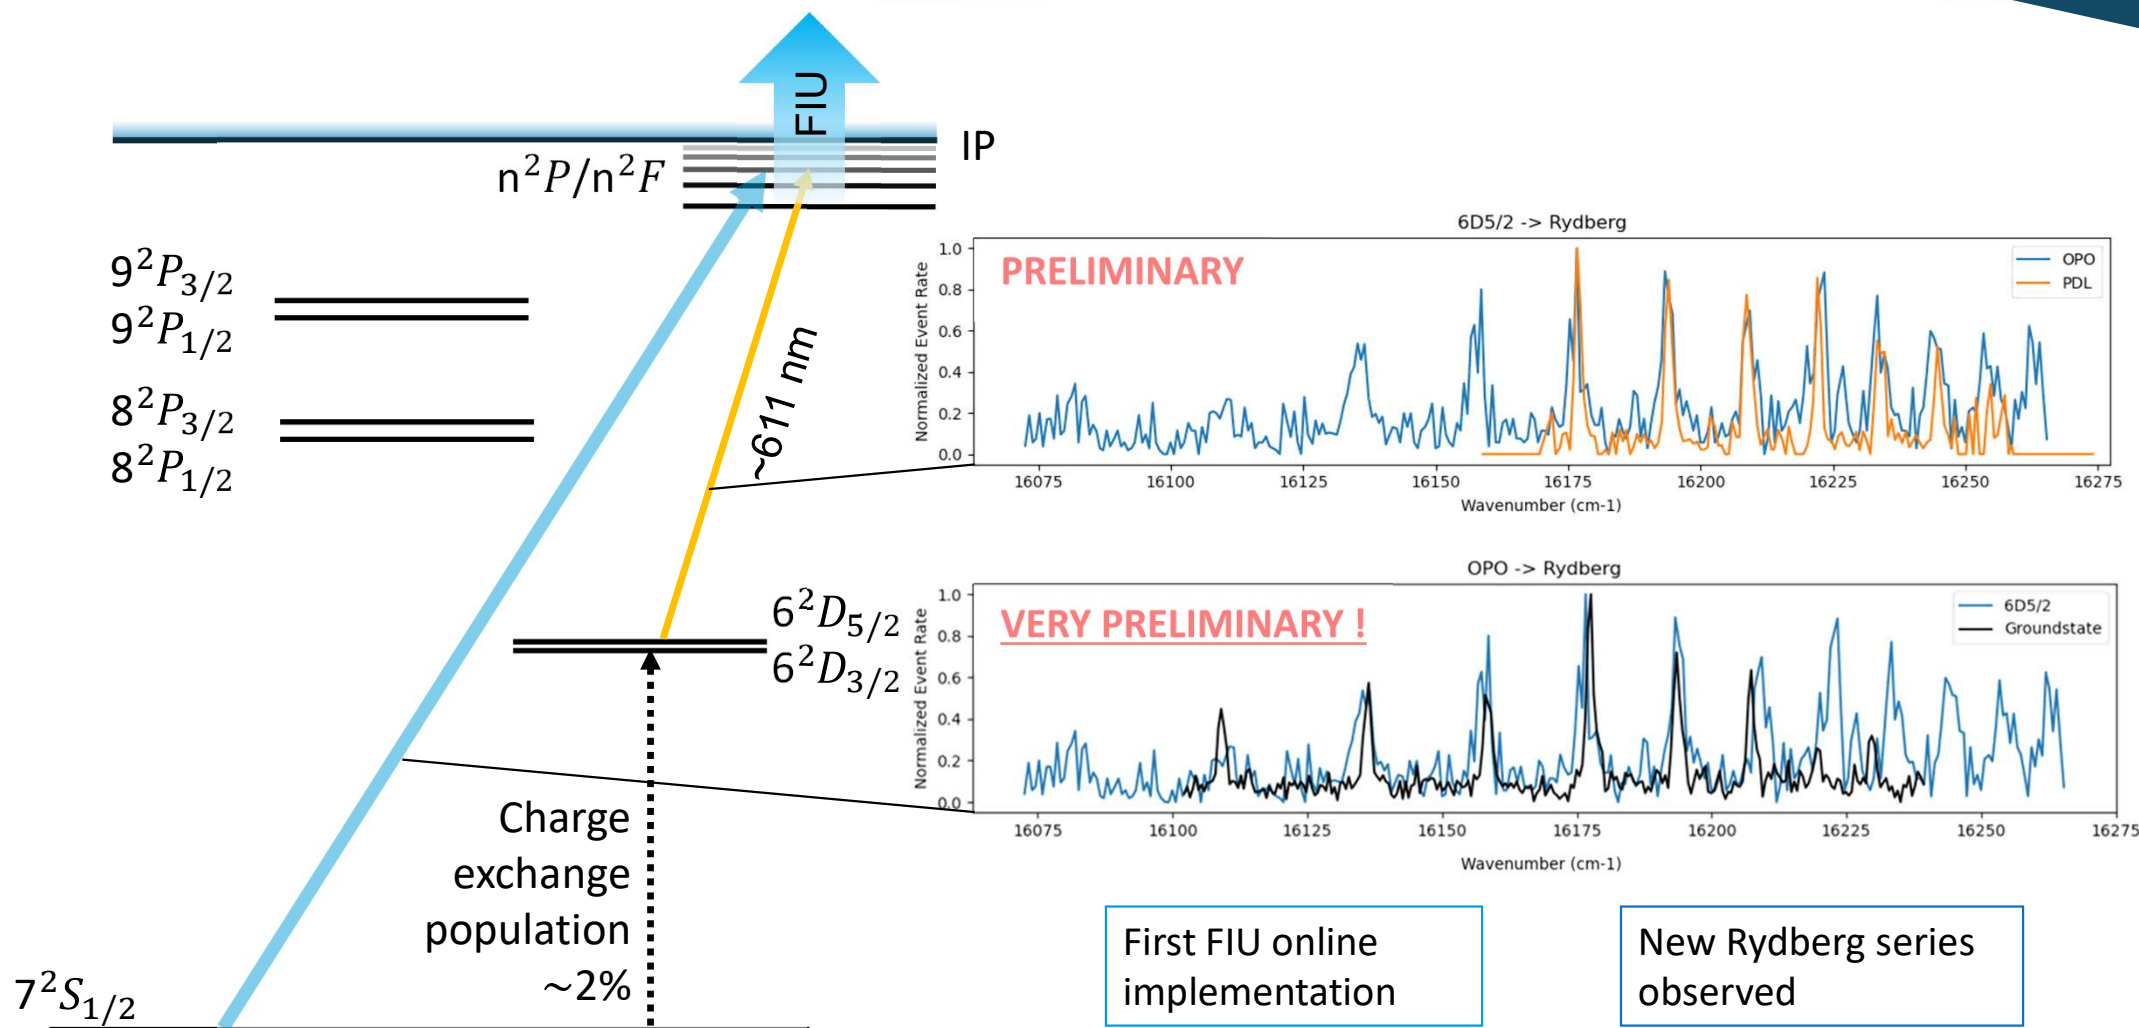 FIU
IP
n²P/n²F
9²P₃/₂
9²P₁/₂
8²P₃/₂
8²P₁/₂
~611 nm
6²D₅/₂
6²D₃/₂
Charge
exchange
population
~2%
7²S₁/₂
6D5/2 -> Rydberg
PRELIMINARY
OPO
PDL
Normalized Event Rate
1.0
0.8
0.6
0.4
0.2
0.0
16075 16100 16125 16150 16175 16200 16225 16250 16275
Wavenumber (cm-1)
OPO -> Rydberg
VERY PRELIMINARY !
6D5/2
Groundstate
Normalized Event Rate
1.0
0.8
0.6
0.4
0.2
0.0
16075 16100 16125 16150 16175 16200 16225 16250 16275
Wavenumber (cm-1)
First FIU online
implementation
New Rydberg series
observed